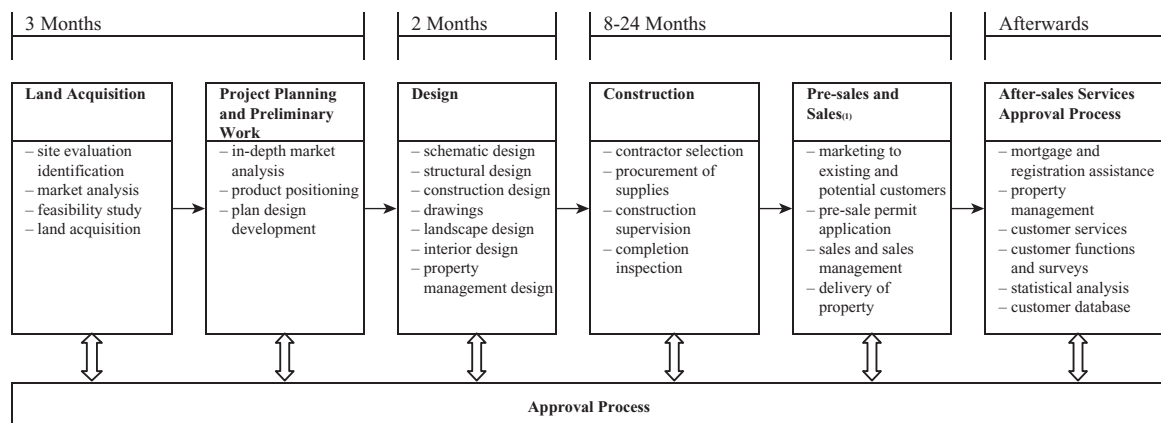 3 Months
2 Months
8-24 Months
Afterwards
Land Acquisition
– site evaluation
identification
– market analysis
– feasibility study
– land acquisition
Project Planning
and Preliminary
Work
– in-depth market
analysis
– product positioning
– plan design
development
Design
– schematic design
– structural design
– construction design
– drawings
– landscape design
– interior design
– property
management design
Construction
– contractor selection
– procurement of
supplies
– construction
supervision
– completion
inspection
Pre-sales and
Sales(1)
– marketing to
existing and
potential customers
– pre-sale permit
application
– sales and sales
management
– delivery of
property
After-sales Services
Approval Process
– mortgage and
registration assistance
– property
management
– customer services
– customer functions
and surveys
– statistical analysis
– customer database
Approval Process